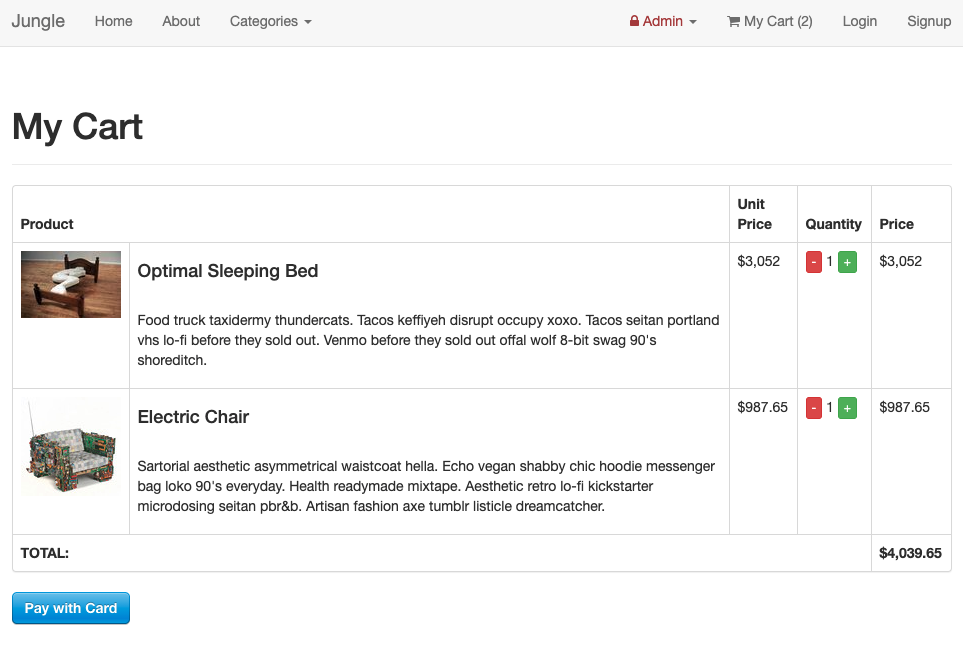 Jungle Home About Categories Admin My Cart (2) Login Signup
My Cart
Product Unit Price Quantity Price
Optimal Sleeping Bed $3,052 - 1 + $3,052
Food truck taxidermy thundercats. Tacos keffiyeh disrupt occupy xoxo. Tacos seitan portland
vhs lo-fi before they sold out. Venmo before they sold out offal wolf 8-bit swag 90's
shoreditch.
Electric Chair $987.65 - 1 + $987.65
Sartorial aesthetic asymmetrical waistcoat hella. Echo vegan shabby chic hoodie messenger
bag loko 90's everyday. Health readymade mixtape. Aesthetic retro lo-fi kickstarter
microdosing seitan pbr&b. Artisan fashion axe tumblr listicle dreamcatcher.
TOTAL: $4,039.65
Pay with Card